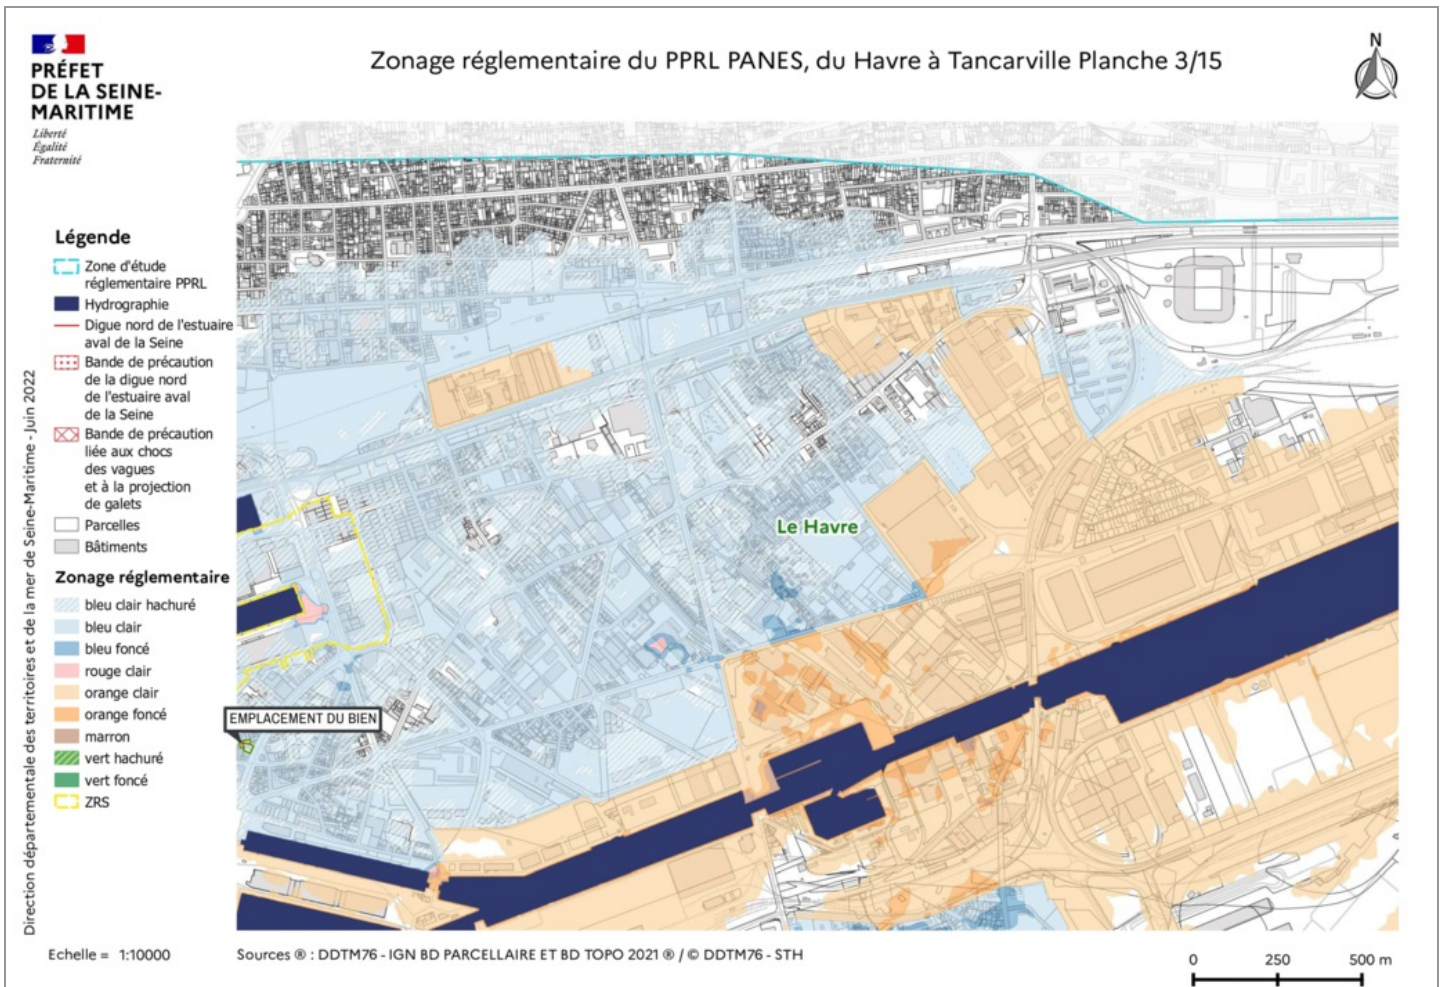 PRÉFET
DE LA SEINE-
MARITIME
Liberté
Égalité
Fraternité
Zonage réglementaire du PPRL PANES, du Havre à Tancarville Planche 3/15
N
Légende
Zone d'étude
réglementaire PPRL
Hydrographie
Digue nord de l'estuaire
aval de la Seine
Bande de précaution
de la digue nord
de l'estuaire aval
de la Seine
Bande de précaution
liée aux chocs
des vagues
et à la projection
de galets
Parcelles
Bâtiments
Zonage réglementaire
bleu clair hachuré
bleu clair
bleu foncé
rouge clair
orange clair
orange foncé
marron
vert hachuré
vert foncé
ZRS
Direction départementale des territoires et de la mer de Seine-Maritime - Juin 2022
Le Havre
EMPLACEMENT DU BIEN
Echelle = 1:10000
Sources ® : DDTM76 - IGN BD PARCELLAIRE ET BD TOPO 2021 ® / © DDTM76 - STH
0 250 500 m